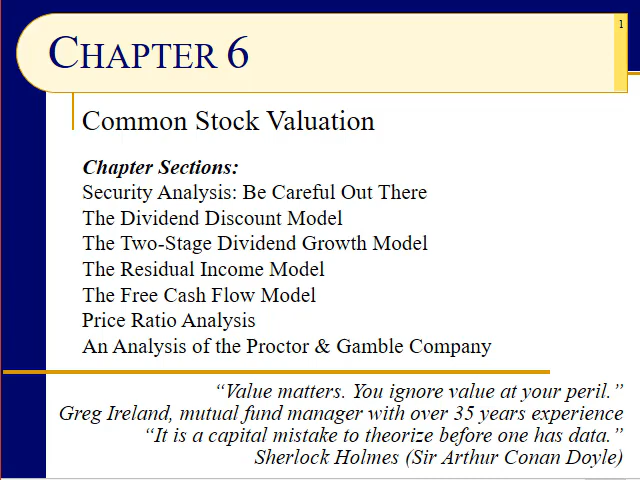 1
CHAPTER 6
Common Stock Valuation
Chapter Sections:
Security Analysis: Be Careful Out There
The Dividend Discount Model
The Two-Stage Dividend Growth Model
The Residual Income Model
The Free Cash Flow Model
Price Ratio Analysis
An Analysis of the Proctor & Gamble Company
“Value matters. You ignore value at your peril.”
Greg Ireland, mutual fund manager with over 35 years experience
“It is a capital mistake to theorize before one has data.”
Sherlock Holmes (Sir Arthur Conan Doyle)